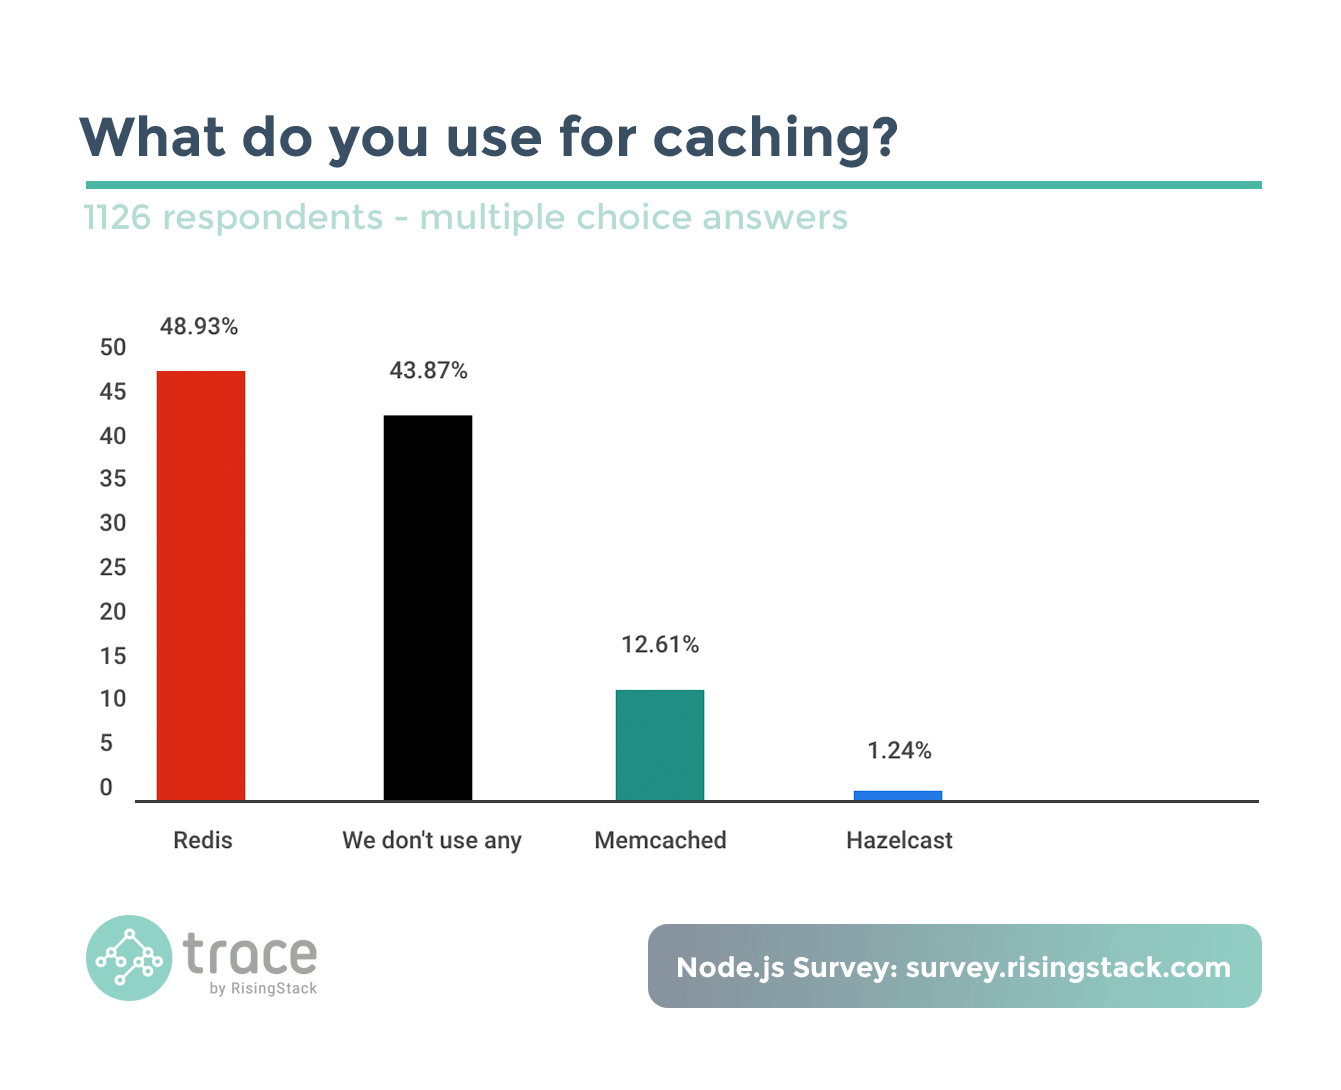 What do you use for caching?
1126 respondents - multiple choice answers
48.93%
43.87%
12.61%
1.24%
50
45
40
35
30
25
20
15
10
5
0
Redis
We don't use any
Memcached
Hazelcast
trace
by RisingStack
Node.js Survey: survey.risingstack.com